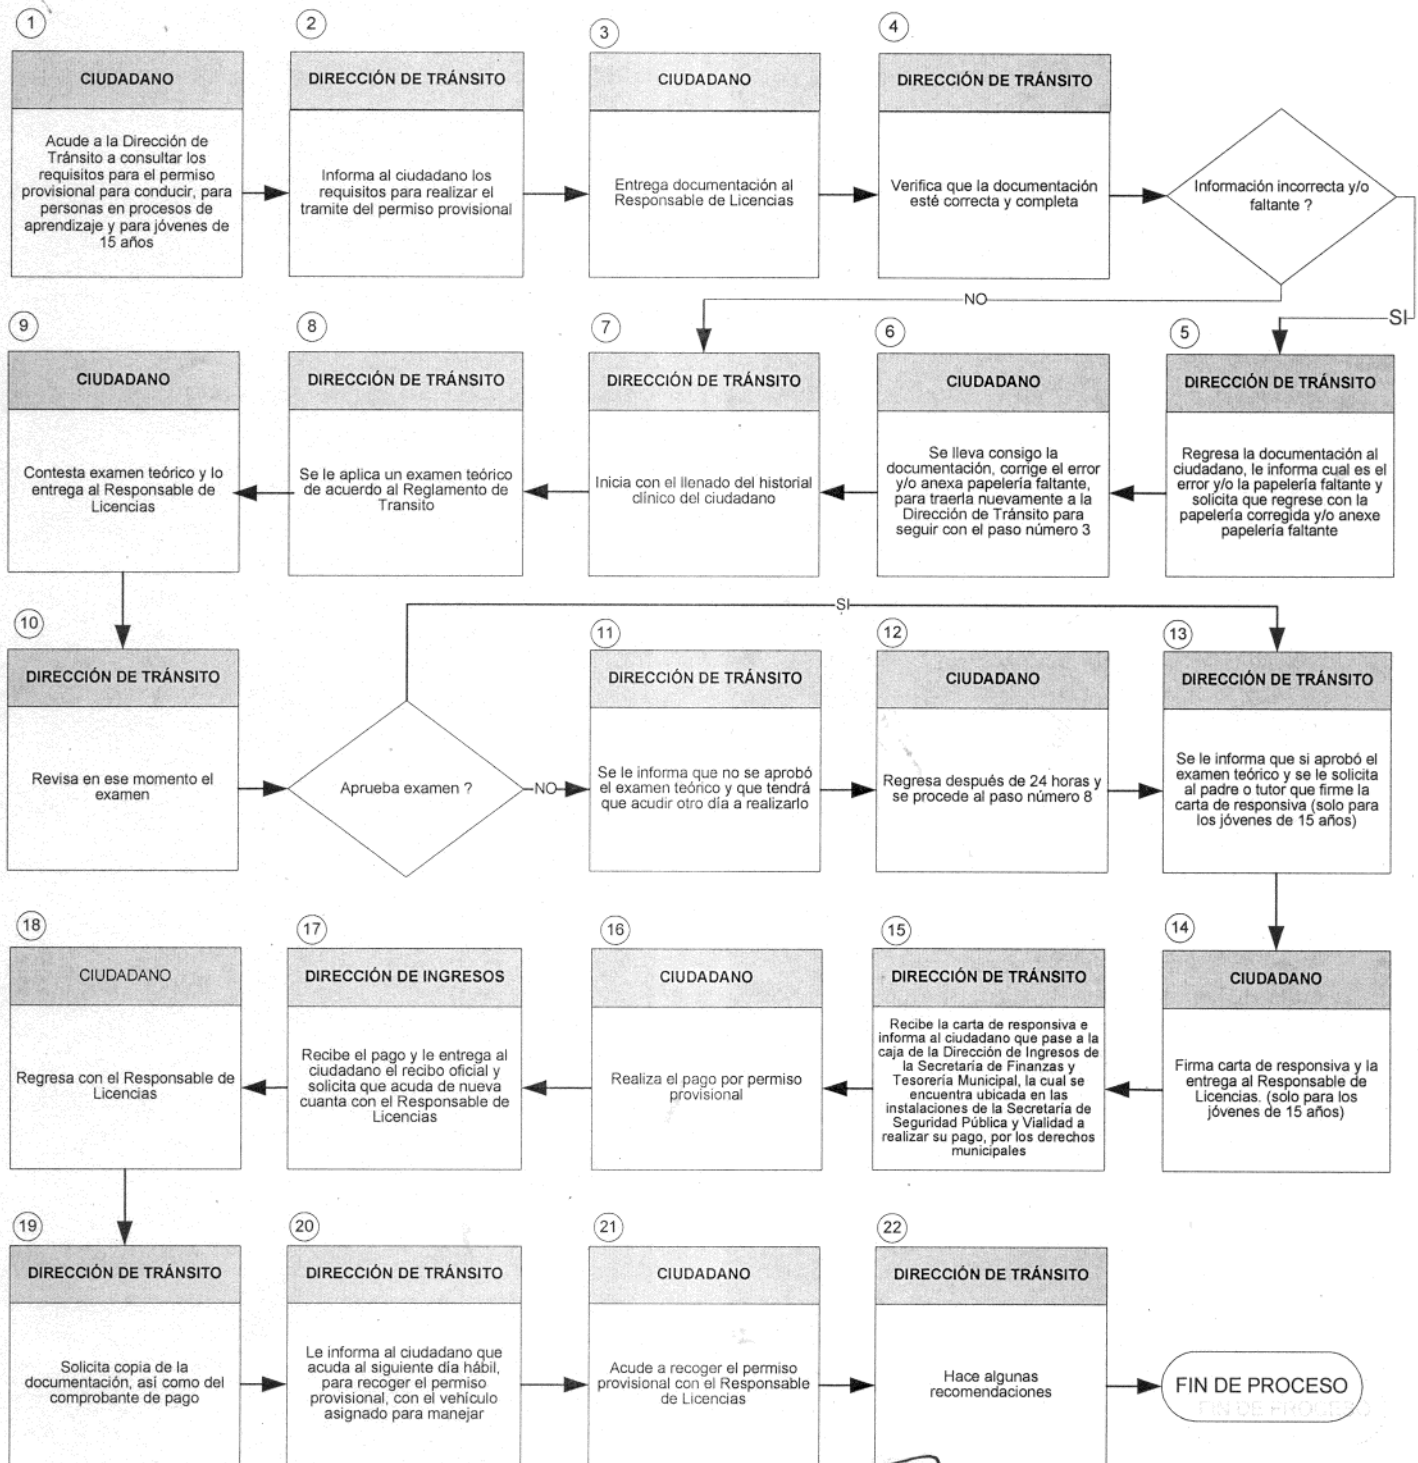 1
CIUDADANO
Acude a la Dirección de
Tránsito a consultar los
requisitos para el permiso
provisional para conducir, para
personas en procesos de
aprendizaje y para jóvenes de
15 años
2
DIRECCIÓN DE TRÁNSITO
Informa al ciudadano los
requisitos para realizar el
tramite del permiso provisional
3
CIUDADANO
Entrega documentación al
Responsable de Licencias
4
DIRECCIÓN DE TRÁNSITO
Verifica que la documentación
esté correcta y completa
Información incorrecta y/o
faltante ?
NO
SI
5
DIRECCIÓN DE TRÁNSITO
Regresa la documentación al
ciudadano, le informa cual es el
error y/o la papelería faltante y
solicita que regrese con la
papelería corregida y/o anexe
papelería faltante
6
CIUDADANO
Se lleva consigo la
documentación, corrige el error
y/o anexa papelería faltante,
para traerla nuevamente a la
Dirección de Tránsito para
seguir con el paso número 3
7
DIRECCIÓN DE TRÁNSITO
Inicia con el llenado del historial
clínico del ciudadano
8
DIRECCIÓN DE TRÁNSITO
Se le aplica un examen teórico
de acuerdo al Reglamento de
Transito
9
CIUDADANO
Contesta examen teórico y lo
entrega al Responsable de
Licencias
10
DIRECCIÓN DE TRÁNSITO
Revisa en ese momento el
examen
Aprueba examen ?
SI
NO
11
DIRECCIÓN DE TRÁNSITO
Se le informa que no se aprobó
el examen teórico y que tendrá
que acudir otro día a realizarlo
12
CIUDADANO
Regresa después de 24 horas y
se procede al paso número 8
13
DIRECCIÓN DE TRÁNSITO
Se le informa que si aprobó el
examen teórico y se le solicita
al padre o tutor que firme la
carta de responsiva (solo para
los jóvenes de 15 años)
14
CIUDADANO
Firma carta de responsiva y la
entrega al Responsable de
Licencias. (solo para los
jóvenes de 15 años)
15
DIRECCIÓN DE TRÁNSITO
Recibe la carta de responsiva e
informa al ciudadano que pase a la
caja de la Dirección de Ingresos de
la Secretaría de Finanzas y
Tesorería Municipal, la cual se
encuentra ubicada en las
instalaciones de la Secretaría de
Seguridad Pública y Vialidad a
realizar su pago, por los derechos
municipales
16
CIUDADANO
Realiza el pago por permiso
provisional
17
DIRECCIÓN DE INGRESOS
Recibe el pago y le entrega al
ciudadano el recibo oficial y
solicita que acuda de nueva
cuanta con el Responsable de
Licencias
18
CIUDADANO
Regresa con el Responsable de
Licencias
19
DIRECCIÓN DE TRÁNSITO
Solicita copia de la
documentación, así como del
comprobante de pago
20
DIRECCIÓN DE TRÁNSITO
Le informa al ciudadano que
acuda al siguiente día hábil,
para recoger el permiso
provisional, con el vehículo
asignado para manejar
21
CIUDADANO
Acude a recoger el permiso
provisional con el Responsable
de Licencias
22
DIRECCIÓN DE TRÁNSITO
Hace algunas
recomendaciones
FIN DE PROCESO
FIN DE PROCESO